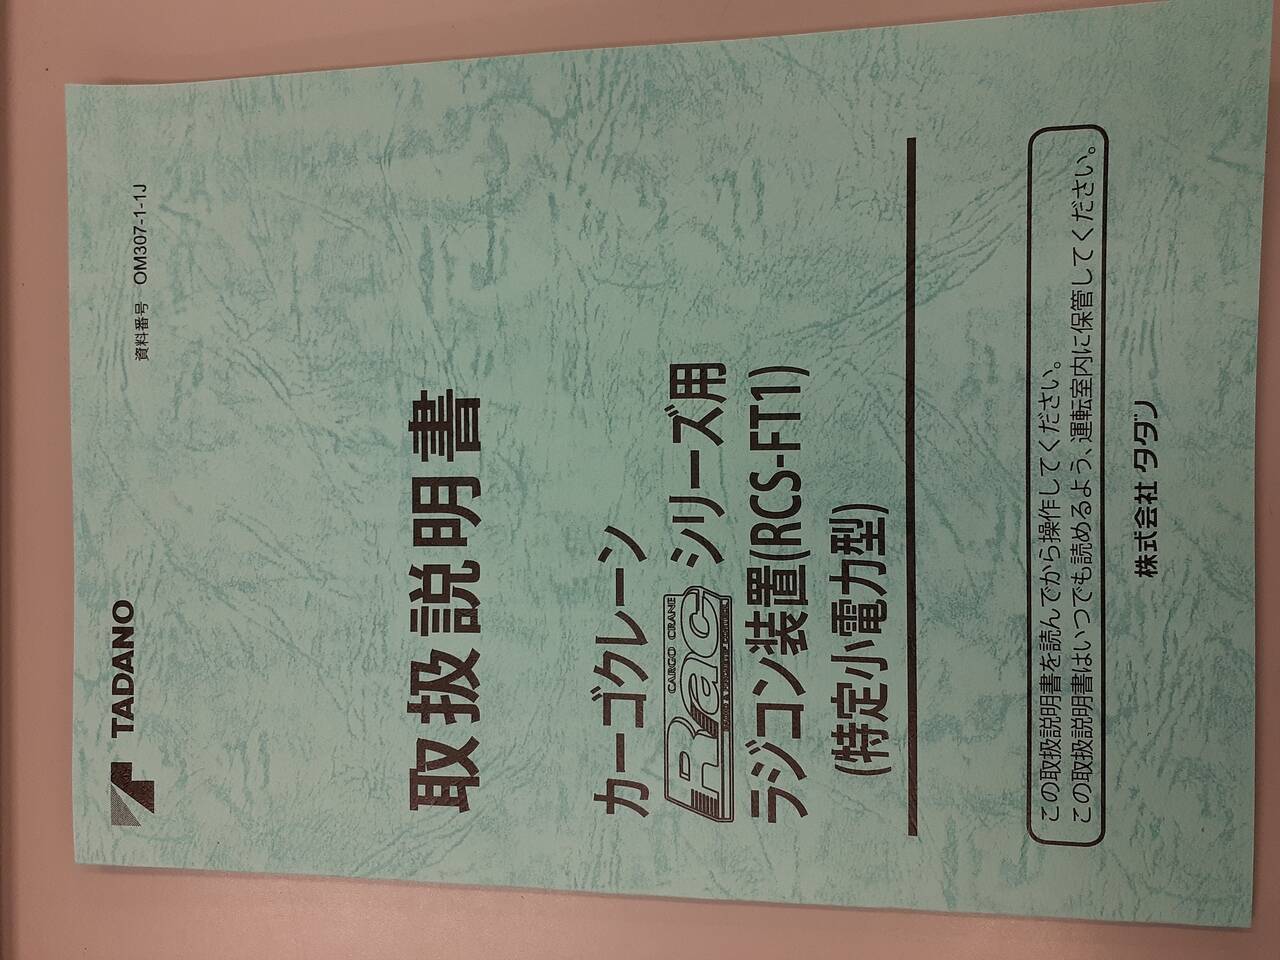 TADANO
資料番号 OM307-1-1J
取扱説明書
カーゴクレーン
CARGO CRANE
Rac シリーズ用
ラジコン装置(RCS-FT1)
(特定小電力型)
この取扱説明書を読んでから操作してください。
この取扱説明書はいつでも読めるよう、運転室内に保管してください。
株式会社 タダノ